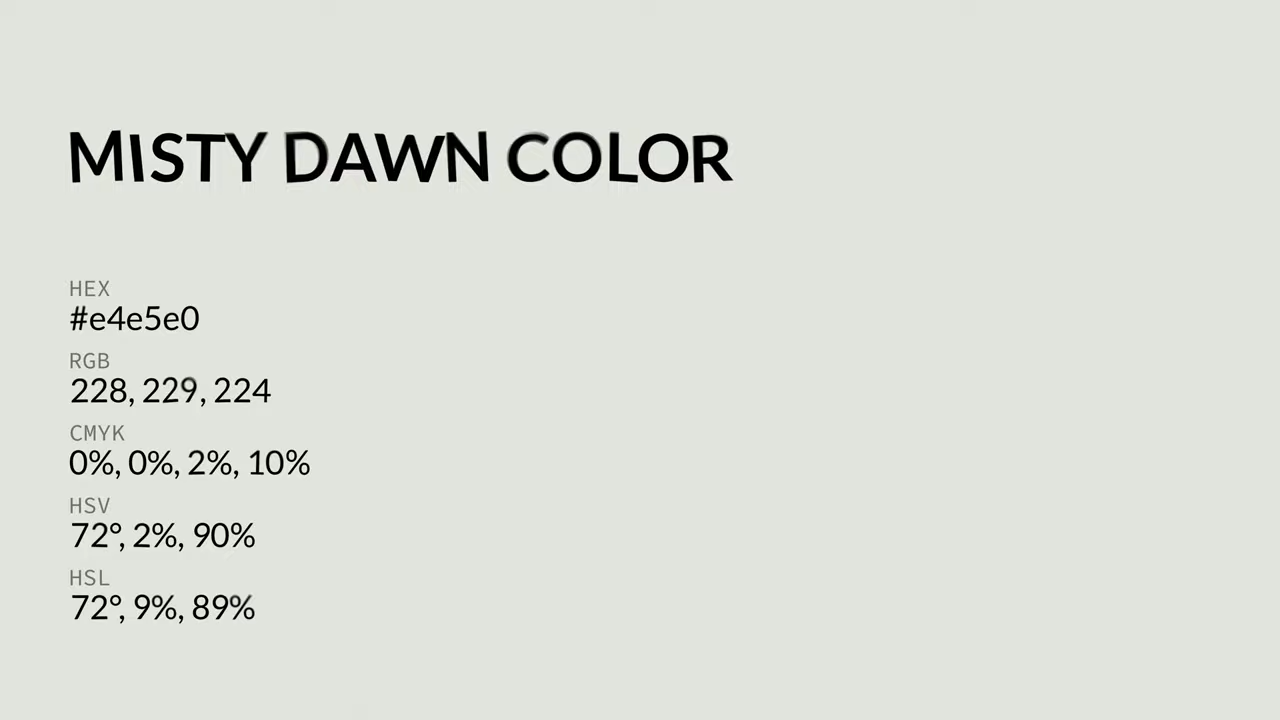 MISTY DAWN COLOR
HEX
#e4e5e0
RGB
228, 229, 224
CMYK
0%, 0%, 2%, 10%
HSV
72°, 2%, 90%
HSL
72°, 9%, 89%